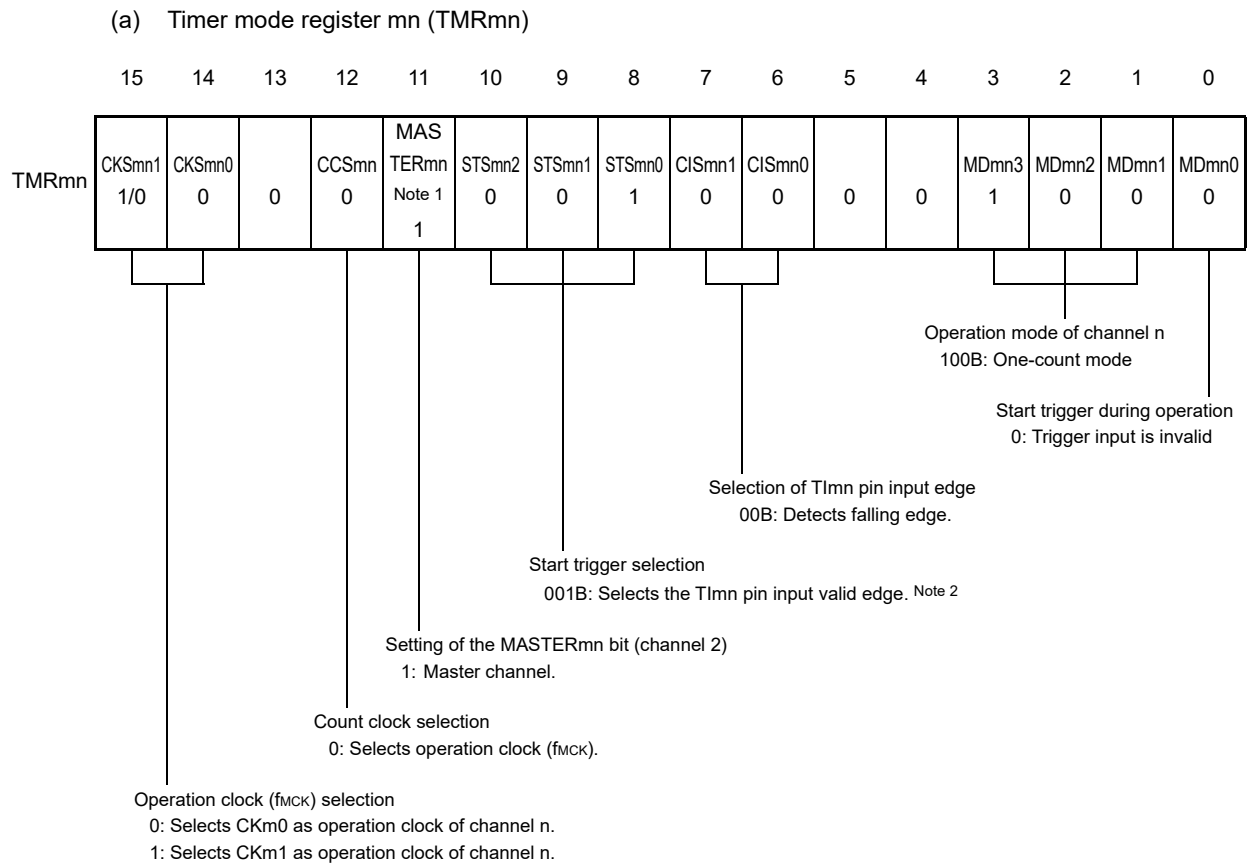 (a) Timer mode register mn (TMRmn)
15 14 13 12 11 10 9 8 7 6 5 4 3 2 1 0
TMRmn
CKSmn1 1/0
CKSmn0 0
0
CCSmn 0
MAS
TERmn
Note 1
1
STSmn2 0
STSmn1 0
STSmn0 1
CISmn1 0
CISmn0 0
0
0
MDmn3 1
MDmn2 0
MDmn1 0
MDmn0 0
Operation mode of channel n
100B: One-count mode
Start trigger during operation
0: Trigger input is invalid
Selection of TImn pin input edge
00B: Detects falling edge.
Start trigger selection
001B: Selects the TImn pin input valid edge. Note 2
Setting of the MASTERmn bit (channel 2)
1: Master channel.
Count clock selection
0: Selects operation clock (fMCK).
Operation clock (fMCK) selection
0: Selects CKm0 as operation clock of channel n.
1: Selects CKm1 as operation clock of channel n.